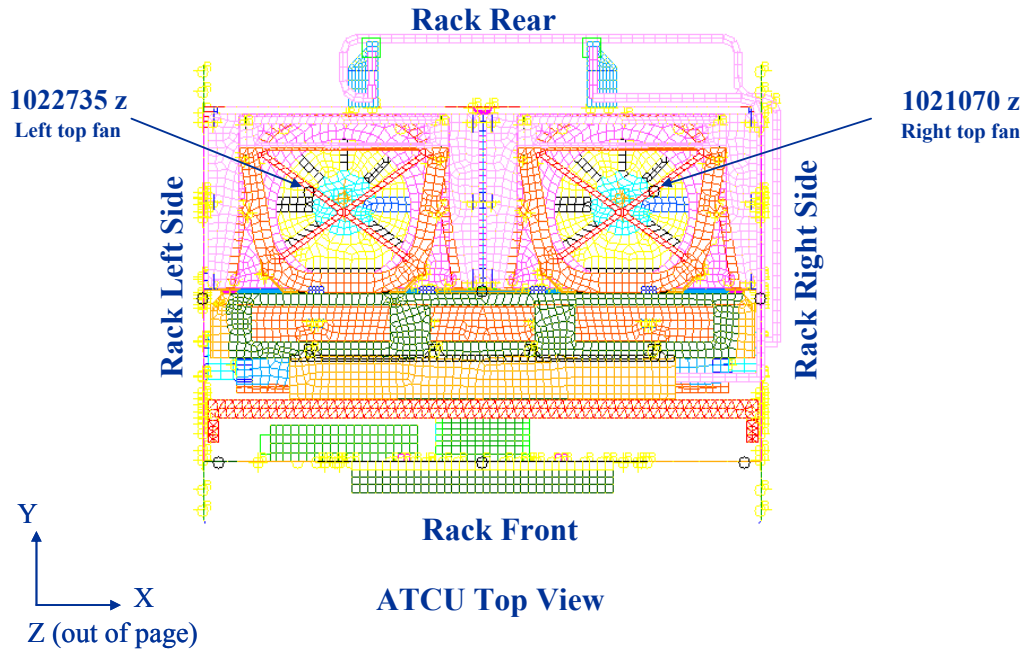 Rack Rear
1022735 z
Left top fan
1021070 z
Right top fan
Rack Left Side
Rack Right Side
Rack Front
Y
X
Z (out of page)
ATCU Top View